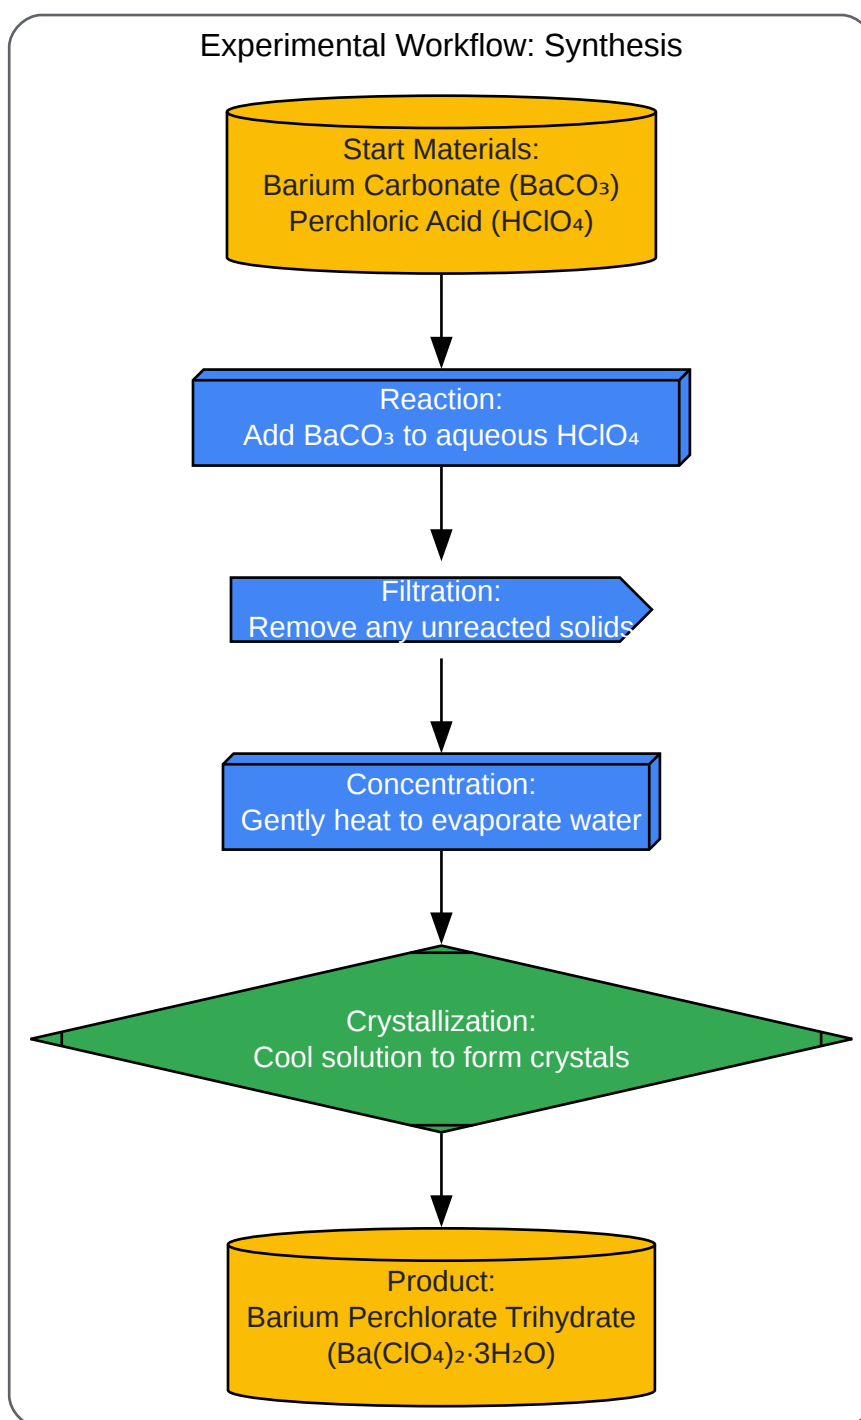 Experimental Workflow: Synthesis
Start Materials:
Barium Carbonate (BaCO₃)
Perchloric Acid (HClO₄)
Reaction:
Add BaCO₃ to aqueous HClO₄
Filtration:
Remove any unreacted solids
Concentration:
Gently heat to evaporate water
Crystallization:
Cool solution to form crystals
Product:
Barium Perchlorate Trihydrate
(Ba(ClO₄)₂·3H₂O)